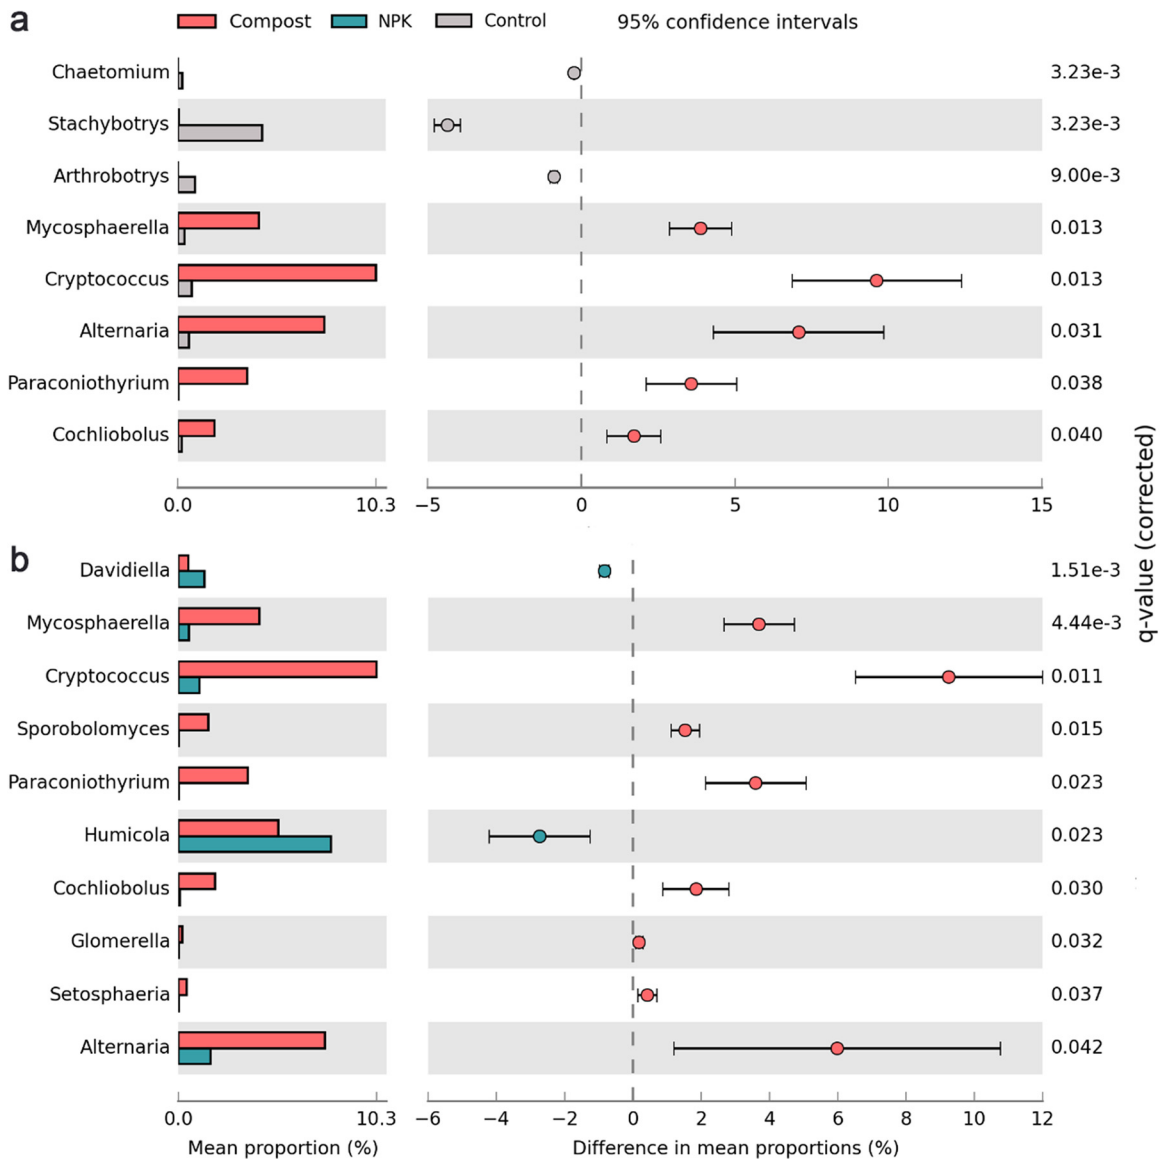 a
Compost NPK Control 95% confidence intervals
Chaetomium 3.23e-3
Stachybotrys 3.23e-3
Arthrobotrys 9.00e-3
Mycosphaerella 0.013
Cryptococcus 0.013
Alternaria 0.031
Paraconiothyrium 0.038
Cochliobolus 0.040
0.0 10.3 −5 0 5 10 15
q-value (corrected)
b
Davidiella 1.51e-3
Mycosphaerella 4.44e-3
Cryptococcus 0.011
Sporobolomyces 0.015
Paraconiothyrium 0.023
Humicola 0.023
Cochliobolus 0.030
Glomerella 0.032
Setosphaeria 0.037
Alternaria 0.042
0.0 10.3 −6 −4 −2 0 2 4 6 8 10 12
Mean proportion (%) Difference in mean proportions (%)